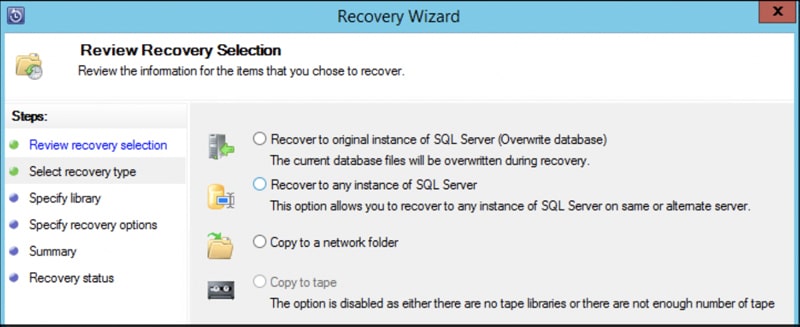 Recovery Wizard
x
Review Recovery Selection
Review the information for the items that you chose to recover.
Steps:
Review recovery selection
Select recovery type
Specify library
Specify recovery options
Summary
Recovery status
Recover to original instance of SQL Server (Overwrite database)
The current database files will be overwritten during recovery.
Recover to any instance of SQL Server
This option allows you to recover to any instance of SQL Server on same or alternate server.
Copy to a network folder
Copy to tape
The option is disabled as either there are no tape libraries or there are not enough number of tape